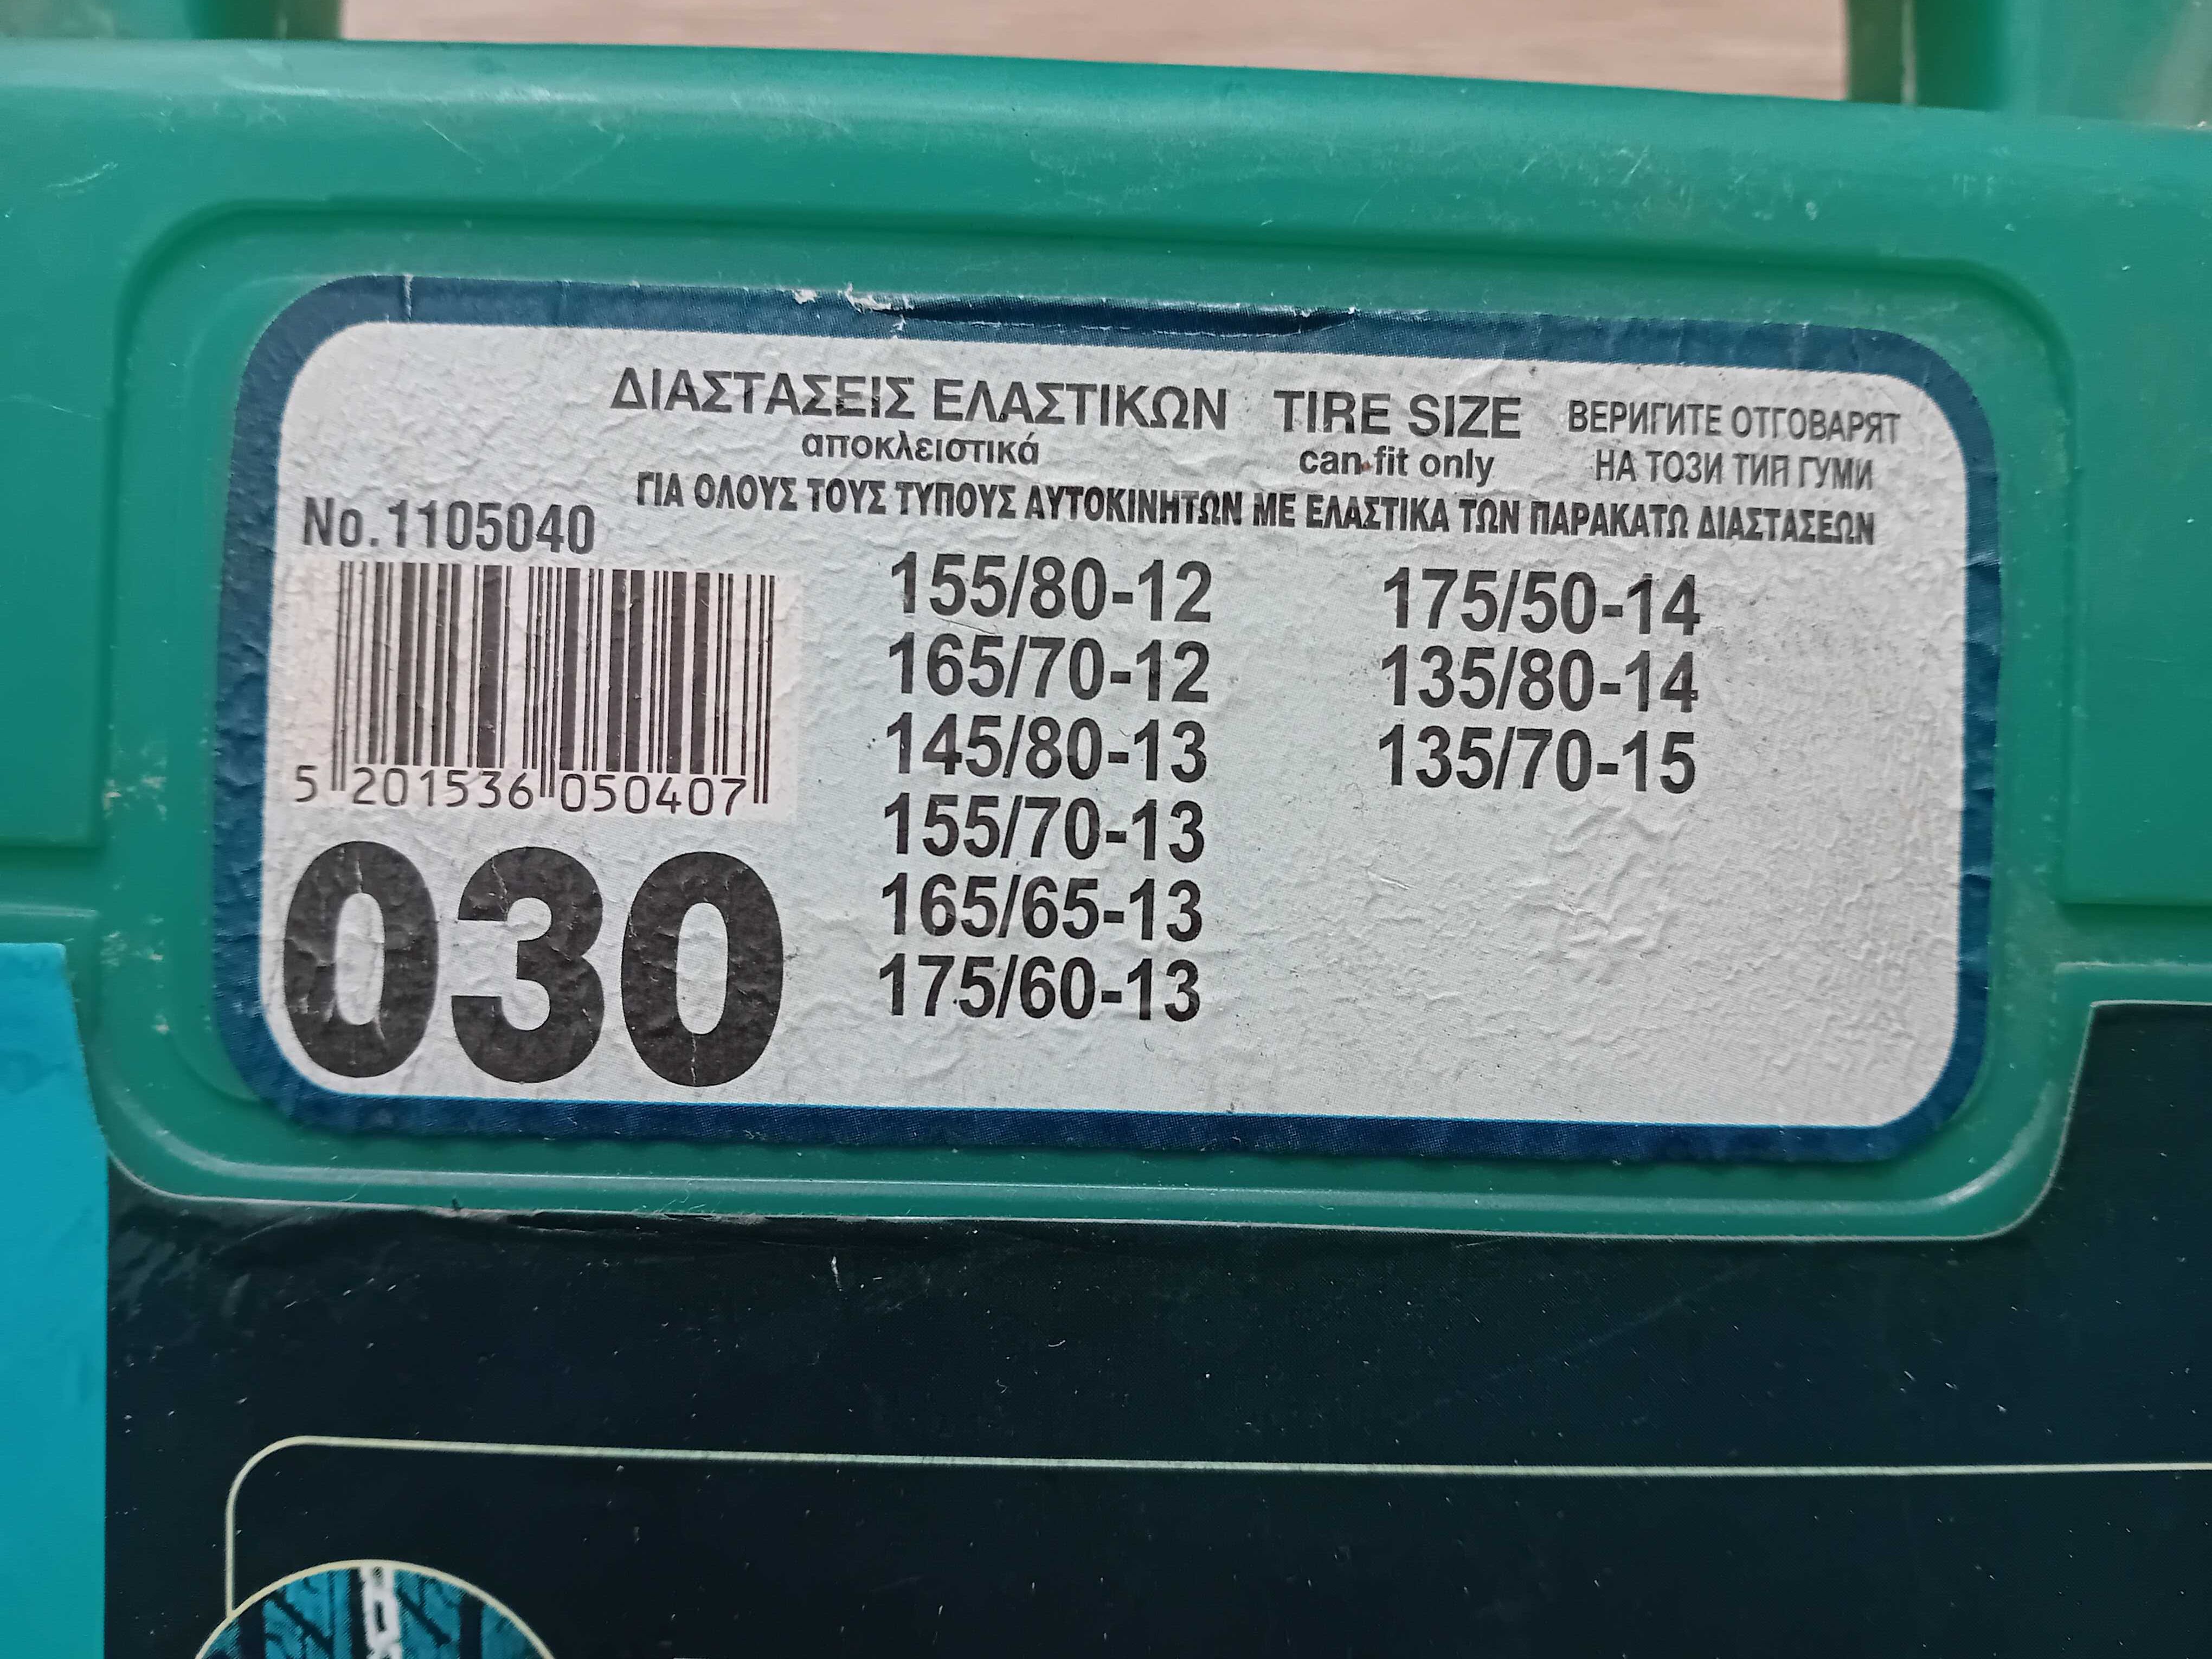 ΔΙΑΣΤΑΣΕΙΣ ΕΛΑΣΤΙΚΩΝ TIRE SIZE ВЕРИГИТЕ ОТГОВАРЯТ
αποκλειστικά can fit only НА ТОЗИ ТИП ГУМИ
ΓΙΑ ΟΛΟΥΣ ΤΟΥΣ ΤΥΠΟΥΣ ΑΥΤΟΚΙΝΗΤΩΝ ΜΕ ΕΛΑΣΤΙΚΑ ΤΩΝ ΠΑΡΑΚΑΤΩ ΔΙΑΣΤΑΣΕΩΝ
No.1105040
5 201536 050407
030
155/80-12
165/70-12
145/80-13
155/70-13
165/65-13
175/60-13
175/50-14
135/80-14
135/70-15